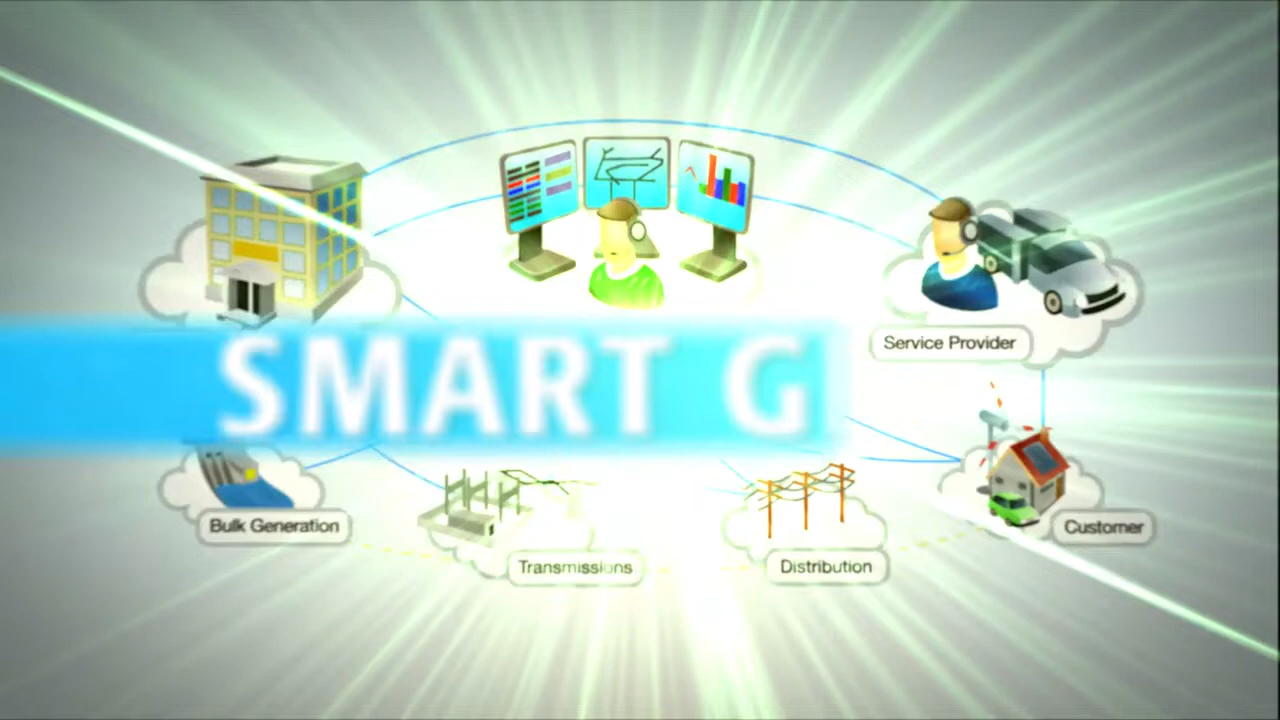 SMART G
Service Provider
Bulk Generation
Transmissions
Distribution
Customer